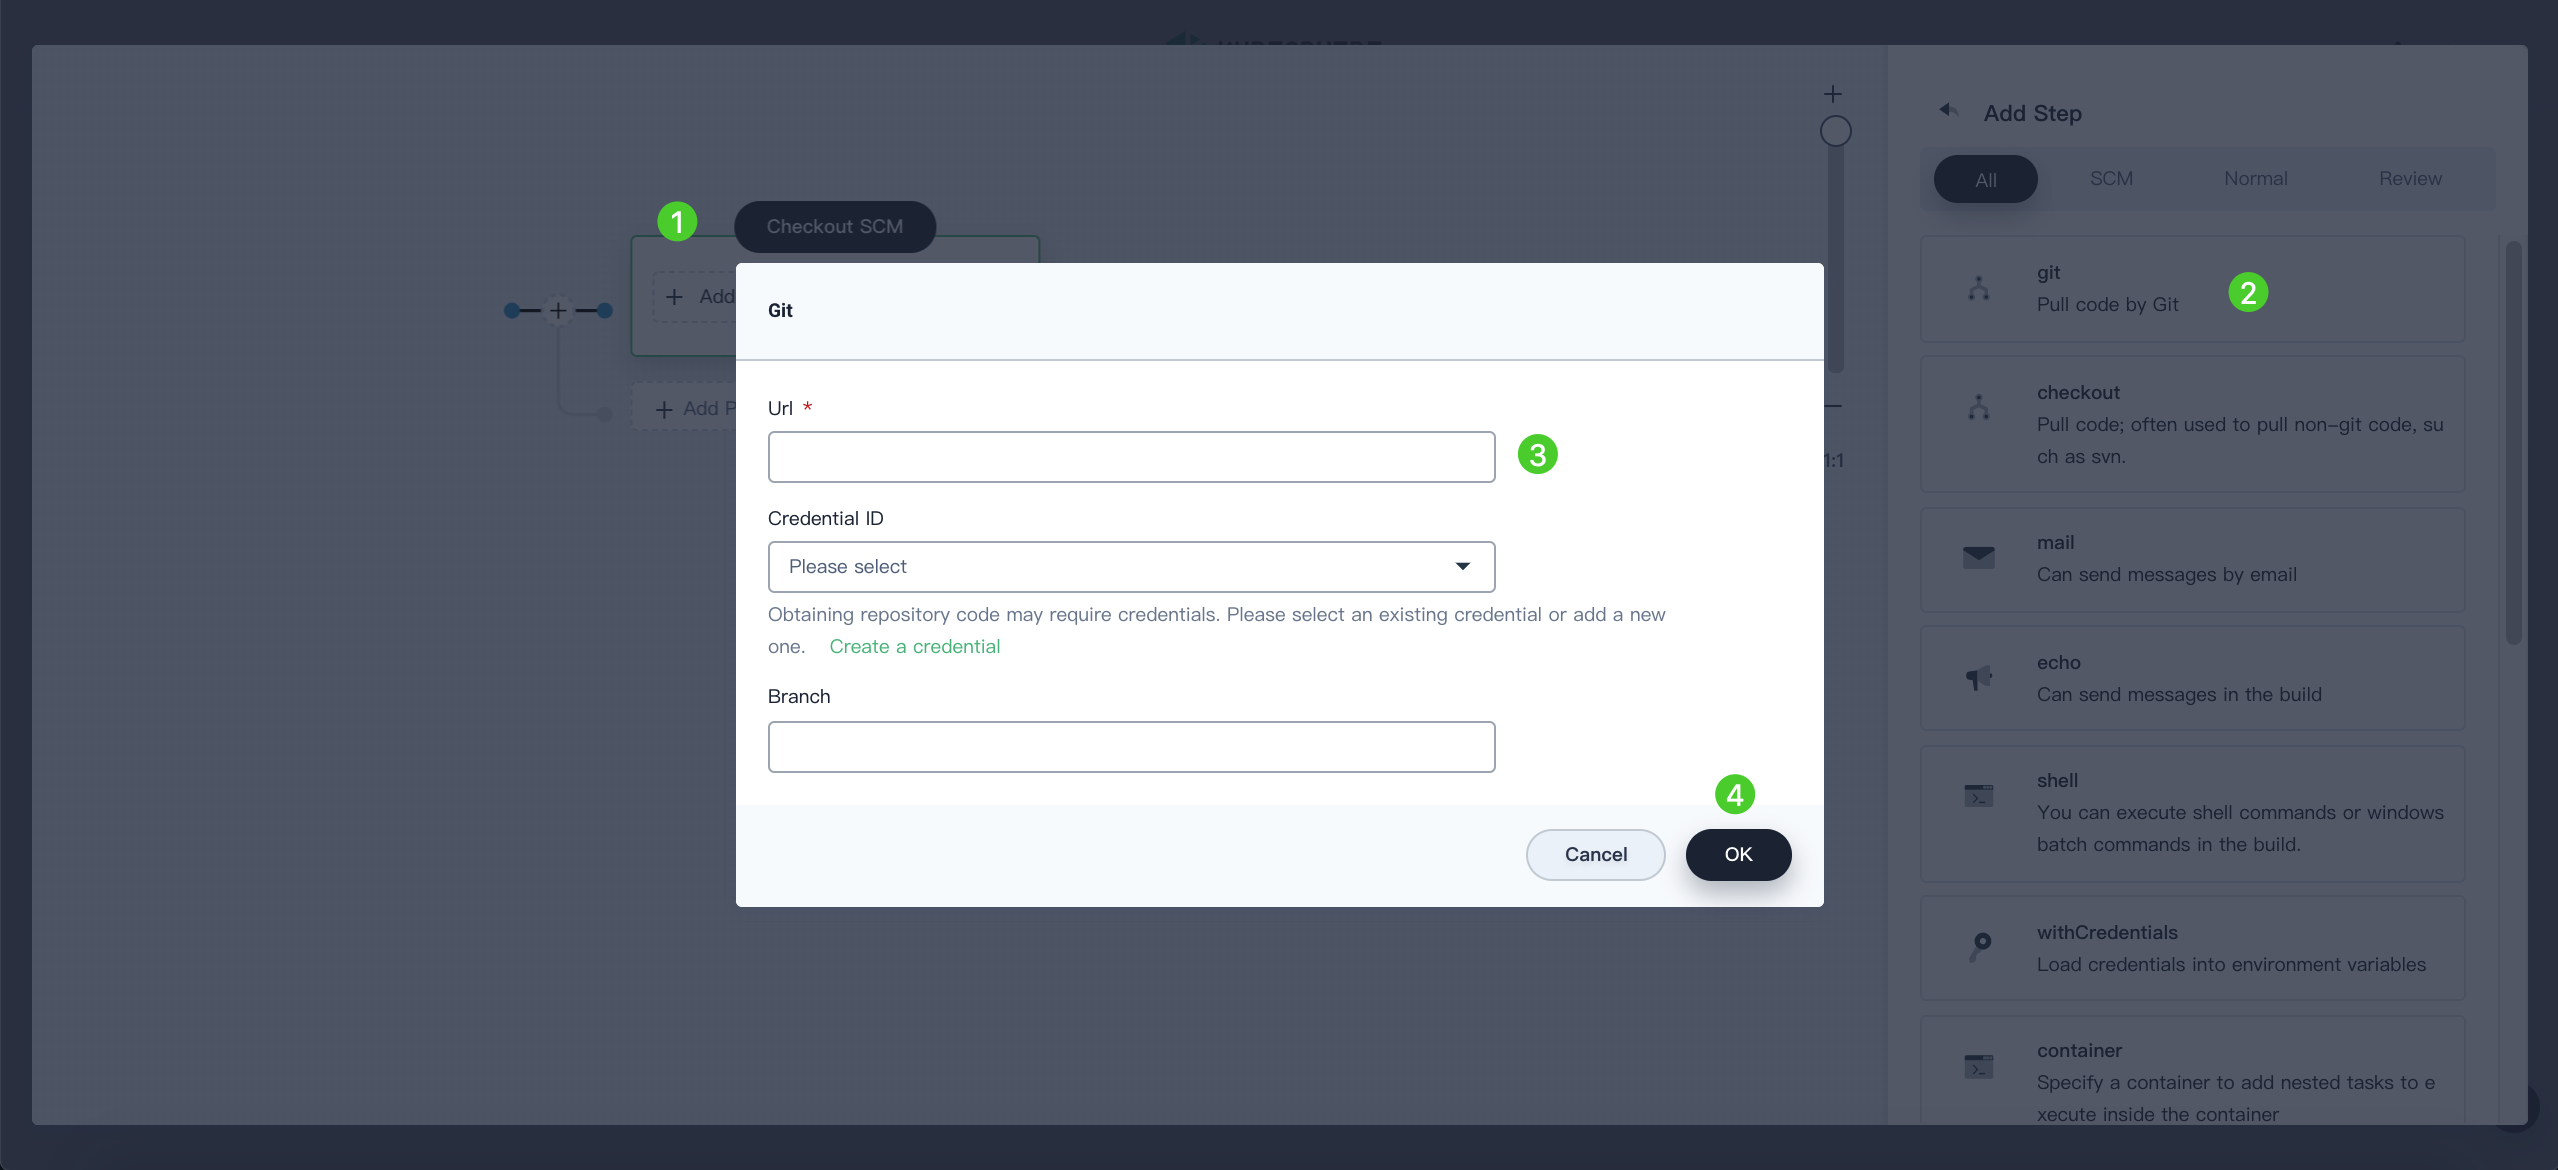 Add Step
All
SCM
Normal
Review
1
Checkout SCM
Add
Add P
Git
Url *
3
Credential ID
Please select
Obtaining repository code may require credentials. Please select an existing credential or add a new
one. Create a credential
Branch
4
Cancel
OK
1:1
git
Pull code by Git
2
checkout
Pull code; often used to pull non-git code, su
ch as svn.
mail
Can send messages by email
echo
Can send messages in the build
shell
You can execute shell commands or windows
batch commands in the build.
withCredentials
Load credentials into environment variables
container
Specify a container to add nested tasks to e
xecute inside the container